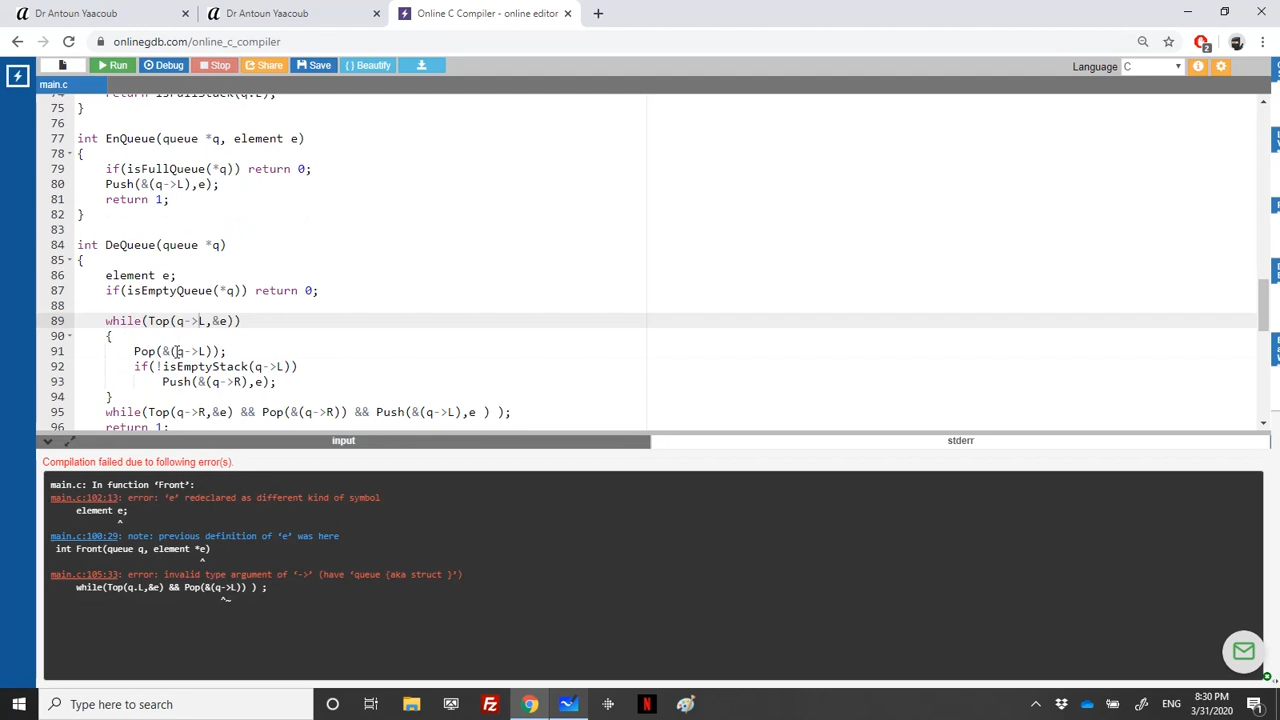 Dr Antoun Yaacoub
Dr Antoun Yaacoub
Online C Compiler - online editor
onlinegdb.com/online_c_compiler
2
Run
Debug
Stop
Share
Save
{ } Beautify
Language C
main.c
74 return isFullStack(q.L);
75 }
76
77 int EnQueue(queue *q, element e)
78 {
79 if(isFullQueue(*q)) return 0;
80 Push(&(q->L),e);
81 return 1;
82 }
83
84 int DeQueue(queue *q)
85 {
86 element e;
87 if(isEmptyQueue(*q)) return 0;
88
89 while(Top(q->L,&e))
90 {
91 Pop(&(q->L));
92 if(!isEmptyStack(q->L))
93 Push(&(q->R),e);
94 }
95 while(Top(q->R,&e) && Pop(&(q->R)) && Push(&(q->L),e ) );
96 return 1;
input
stderr
Compilation failed due to following error(s).
main.c: In function ‘Front’:
main.c:102:13: error: ‘e’ redeclared as different kind of symbol
element e;
^
main.c:100:29: note: previous definition of ‘e’ was here
int Front(queue q, element *e)
^
main.c:105:33: error: invalid type argument of ‘->’ (have ‘queue {aka struct }’)
while(Top(q.L,&e) && Pop(&(q->L)) ) ;
^~
Type here to search
ENG
8:30 PM
3/31/2020
1